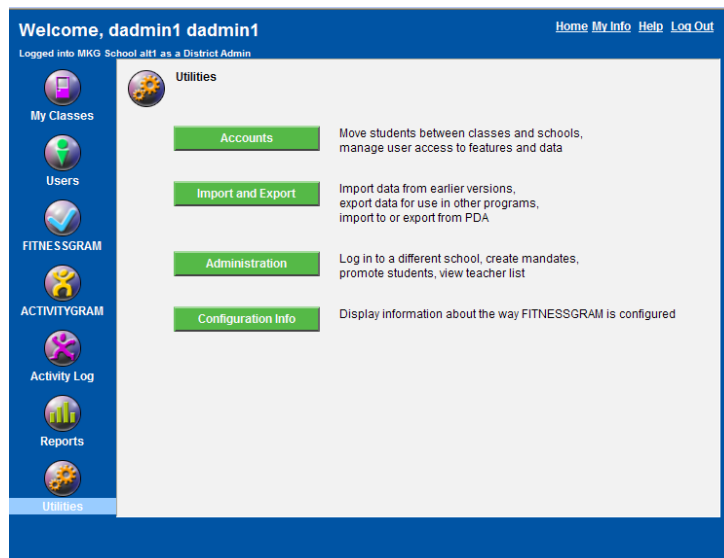 Welcome, dadmin1 dadmin1
Home My Info Help Log Out
Logged into MKG School alt1 as a District Admin
Utilities
My Classes
Users
FITNESSGRAM
ACTIVITYGRAM
Activity Log
Reports
Utilities
Accounts
Move students between classes and schools,
manage user access to features and data
Import and Export
Import data from earlier versions,
export data for use in other programs,
import to or export from PDA
Administration
Log in to a different school, create mandates,
promote students, view teacher list
Configuration Info
Display information about the way FITNESSGRAM is configured